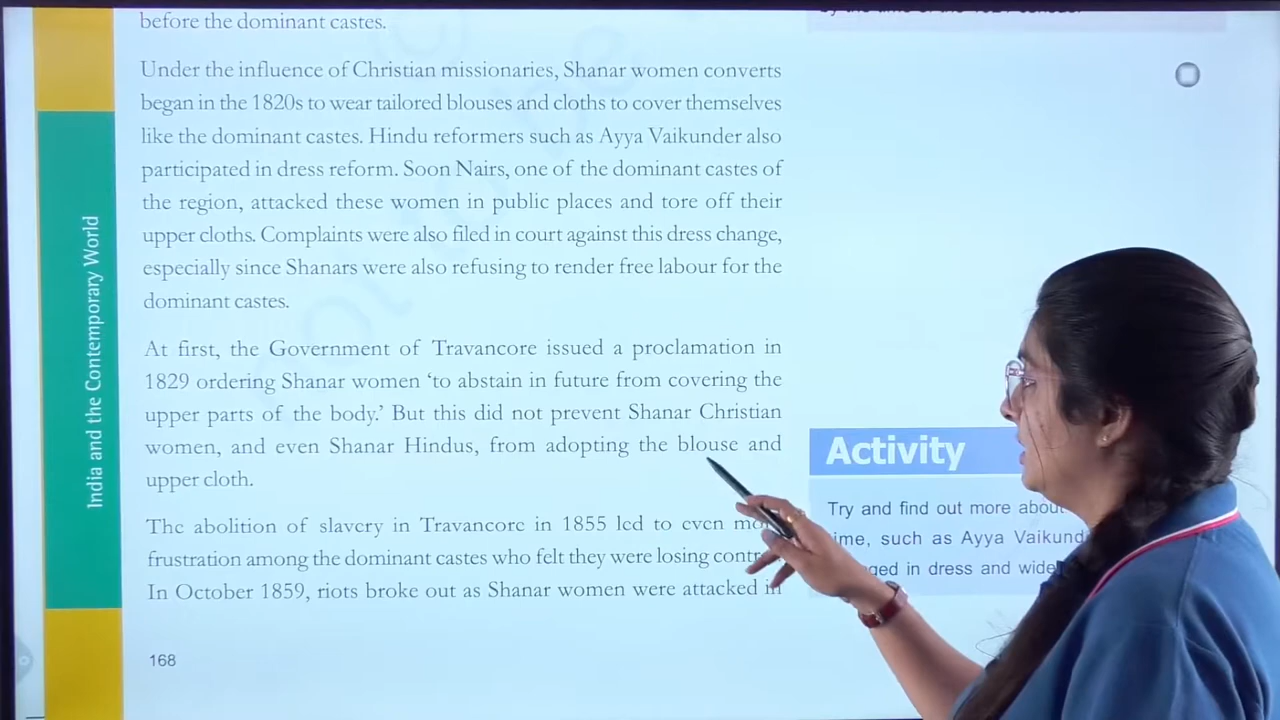 before the dominant castes.
Under the influence of Christian missionaries, Shanar women converts
began in the 1820s to wear tailored blouses and cloths to cover themselves
like the dominant castes. Hindu reformers such as Ayya Vaikunder also
participated in dress reform. Soon Nairs, one of the dominant castes of
the region, attacked these women in public places and tore off their
upper cloths. Complaints were also filed in court against this dress change,
especially since Shanars were also refusing to render free labour for the
dominant castes.
At first, the Government of Travancore issued a proclamation in
1829 ordering Shanar women ‘to abstain in future from covering the
upper parts of the body.’ But this did not prevent Shanar Christian
women, and even Shanar Hindus, from adopting the blouse and
upper cloth.
The abolition of slavery in Travancore in 1855 led to even
frustration among the dominant castes who felt they were losing
In October 1859, riots broke out as Shanar women were attacked in
168
India and the Contemporary World
Activity
Try and find out more
such as Ayya
in dress and